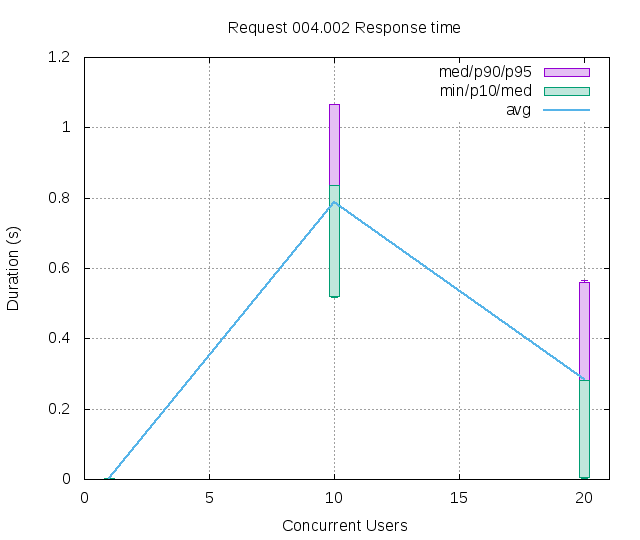 Request 004.002 Response time
med/p90/p95
min/p10/med
avg
1.2
1
0.8
0.6
0.4
0.2
0
Duration (s)
0 5 10 15 20
Concurrent Users